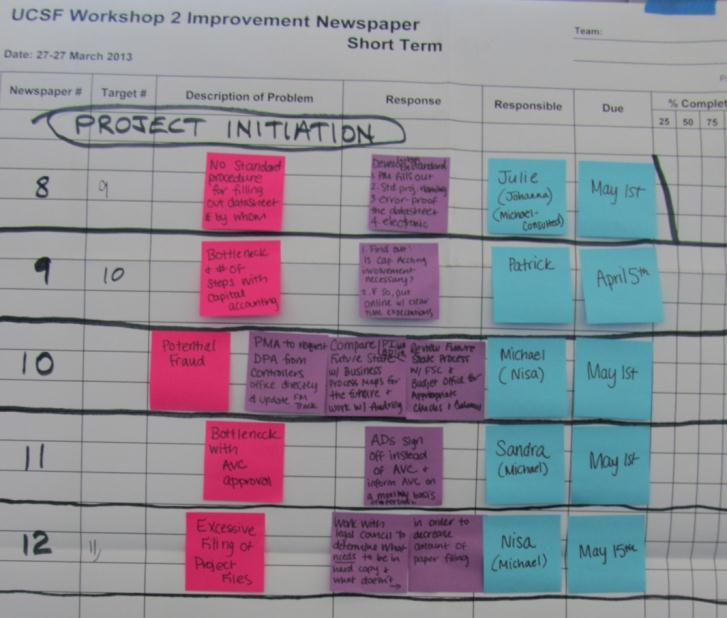 UCSF Workshop 2 Improvement Newspaper
Short Term
Team:
Date: 27-27 March 2013
Newspaper # Target # Description of Problem Response Responsible Due % Complet
25 50 75
PROJECT INITIATION
8
9
No Standard
procedure
for filling
out datasheet
& by whom
1. PM fills out
2. Std proj. naming
3 error-proof
the datasheet
4 electronic
Julie
(Johanna)
(Michael-
consulted)
May 1st
9
10
Bottleneck
+ # of
steps with
capital
accounting
1. Find out:
Is Cap Acctng
involvement
necessary?
2. If so, put
online w/ clear
time expectations
Patrick
April 5th
10
Potential
Fraud
PMA to request
DPA from
Controllers
office directly
& update FM
Track
Compare
Future State
w/ Business
Process Maps for
the future &
work w/ Auditing
Review Future
State Process
w/ FSC &
Budget Office for
Appropriate
Checks & Balances
Michael
(Nisa)
May 1st
11
Bottleneck
with
AVC
approval
ADs sign
off instead
of AVC &
inform AVC on
a monthly basis
Sandra
(Michael)
May 1st
12
11
Excessive
Filing of
Project
Files
Work with
legal council to
determine what
needs to be in
hard copy &
what doesn't →
in order to
decrease
amount of
paper filing
Nisa
(Michael)
May 15th